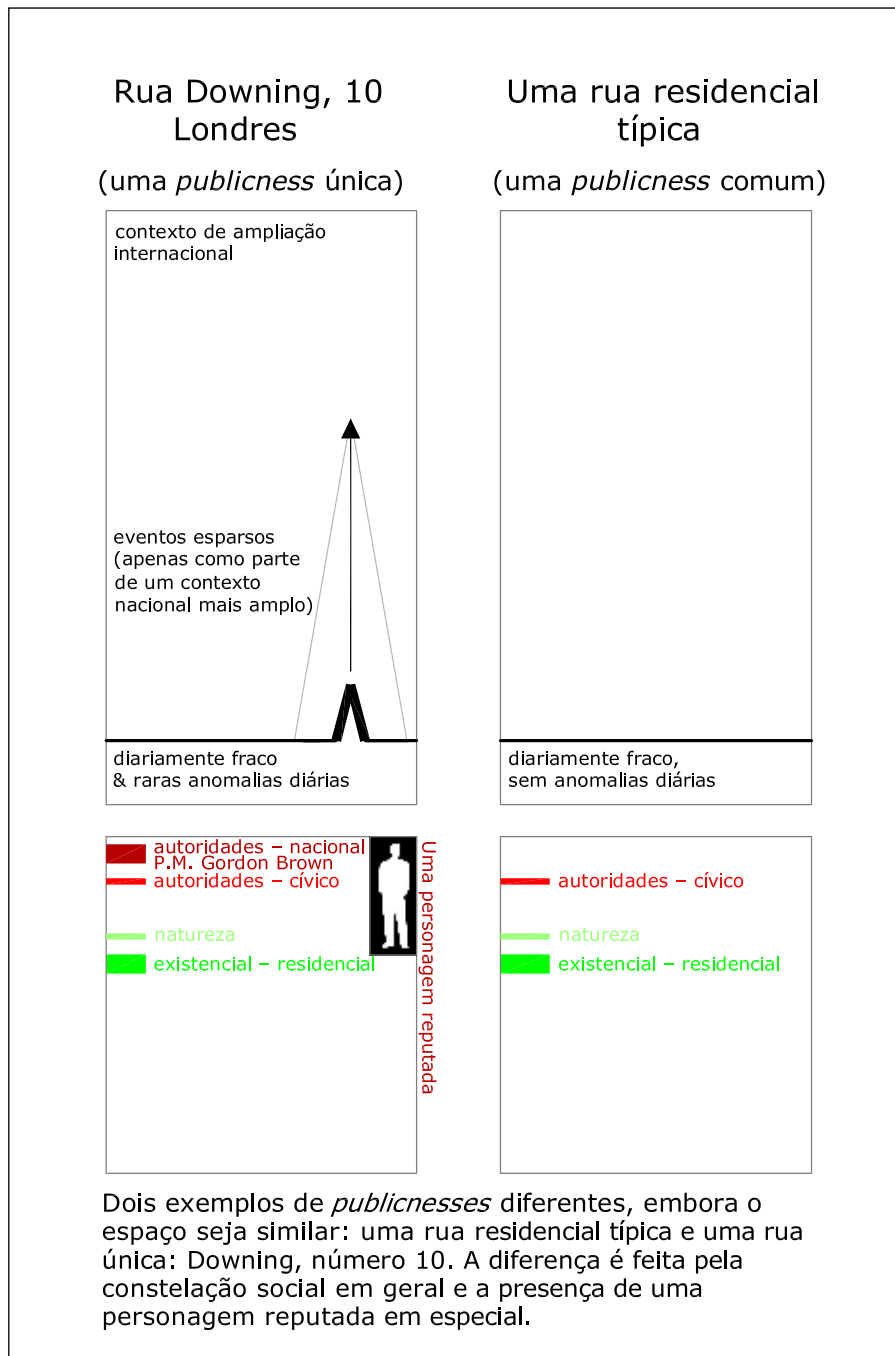 Rua Downing, 10
Londres
(uma publicness única)
contexto de ampliação
internacional
eventos esparsos
(apenas como parte
de um contexto
nacional mais amplo)
diariamente fraco
& raras anomalias diárias
autoridades – nacional
P.M. Gordon Brown
autoridades – cívico
natureza
existencial – residencial
Uma personagem reputada
Uma rua residencial
típica
(uma publicness comum)
diariamente fraco,
sem anomalias diárias
autoridades – cívico
natureza
existencial – residencial
Dois exemplos de publicnesses diferentes, embora o
espaço seja similar: uma rua residencial típica e uma rua
única: Downing, número 10. A diferença é feita pela
constelação social em geral e a presença de uma
personagem reputada em especial.